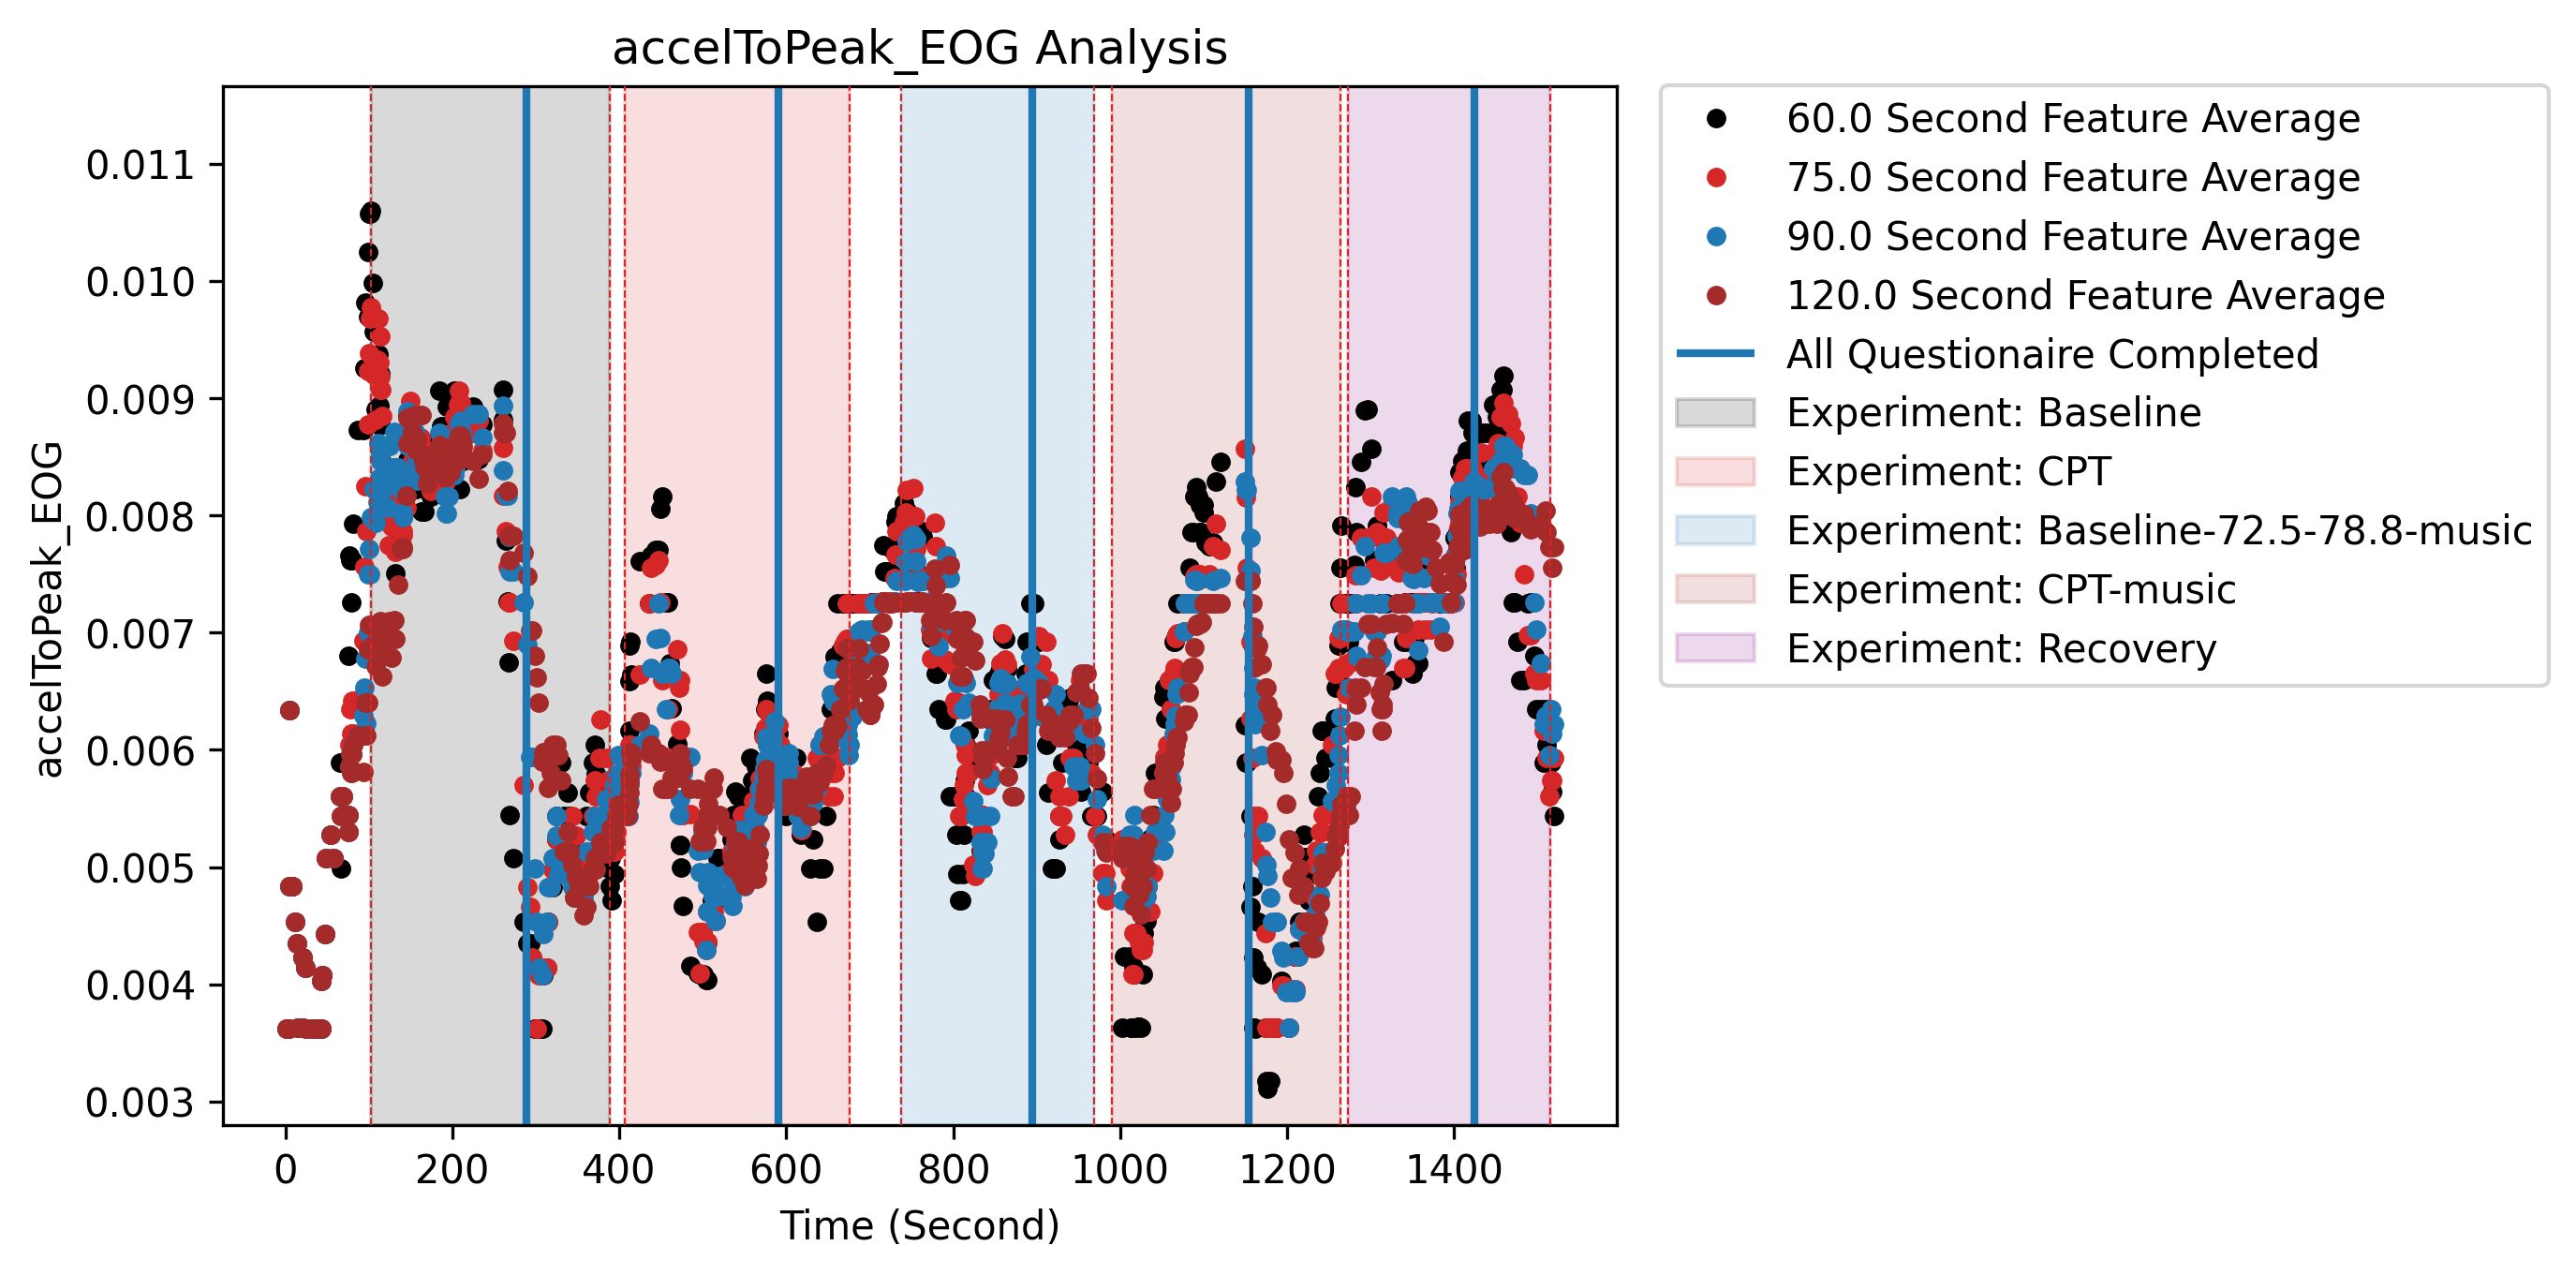 accelToPeak_EOG Analysis
0.011
0.010
0.009
0.008
0.007
0.006
0.005
0.004
0.003
accelToPeak_EOG
0 200 400 600 800 1000 1200 1400
Time (Second)
60.0 Second Feature Average
75.0 Second Feature Average
90.0 Second Feature Average
120.0 Second Feature Average
All Questionaire Completed
Experiment: Baseline
Experiment: CPT
Experiment: Baseline-72.5-78.8-music
Experiment: CPT-music
Experiment: Recovery